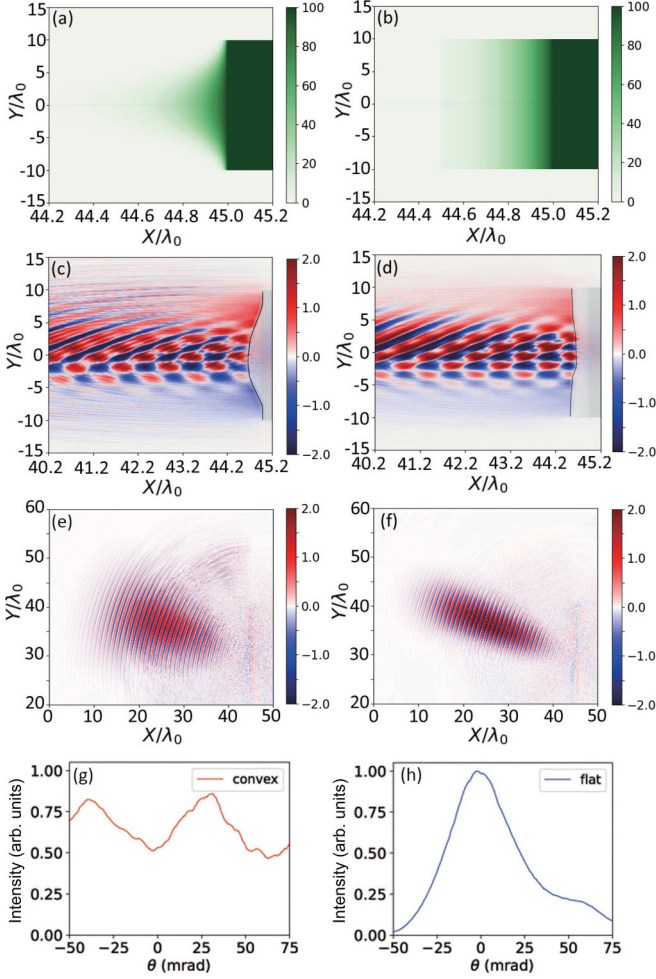 (a)
15
10
5
0
-5
-10
-15
44.2 44.4 44.6 44.8 45.0 45.2
X/λ0
Y/λ0
100
80
60
40
20
0
(b)
15
10
5
0
-5
-10
-15
44.2 44.4 44.6 44.8 45.0 45.2
X/λ0
Y/λ0
100
80
60
40
20
0
(c)
15
10
5
0
-5
-10
-15
40.2 41.2 42.2 43.2 44.2 45.2
X/λ0
Y/λ0
2.0
1.0
0.0
-1.0
-2.0
(d)
15
10
5
0
-5
-10
-15
40.2 41.2 42.2 43.2 44.2 45.2
X/λ0
Y/λ0
2.0
1.0
0.0
−1.0
−2.0
(e)
60
50
40
30
20
0 10 20 30 40 50
X/λ0
Y/λ0
2.0
1.0
0.0
−1.0
−2.0
(f)
60
50
40
30
20
0 10 20 30 40 50
X/λ0
Y/λ0
2.0
1.0
0.0
−1.0
−2.0
(g)
convex
1.00
0.75
0.50
0.25
0.00
−50 −25 0 25 50 75
θ (mrad)
Intensity (arb. units)
(h)
flat
1.00
0.75
0.50
0.25
0.00
−50 −25 0 25 50 75
θ (mrad)
Intensity (arb. units)